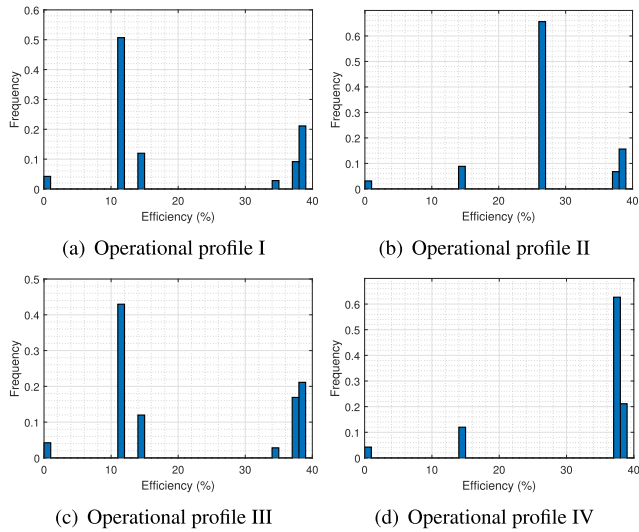 0.6
0.5
0.4
0.3
0.2
0.1
0
Frequency
0 10 20 30 40
Efficiency (%)
(a) Operational profile I
0.6
0.5
0.4
0.3
0.2
0.1
0
Frequency
0 10 20 30 40
Efficiency (%)
(b) Operational profile II
0.5
0.4
0.3
0.2
0.1
0
Frequency
0 10 20 30 40
Efficiency (%)
(c) Operational profile III
0.6
0.5
0.4
0.3
0.2
0.1
0
Frequency
0 10 20 30 40
Efficiency (%)
(d) Operational profile IV